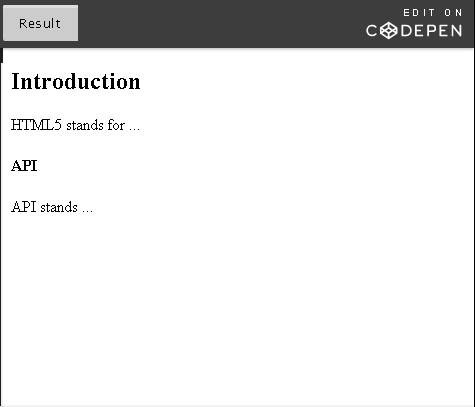 Result
EDIT ON
CODEPEN
Introduction
HTML5 stands for ...
API
API stands ...